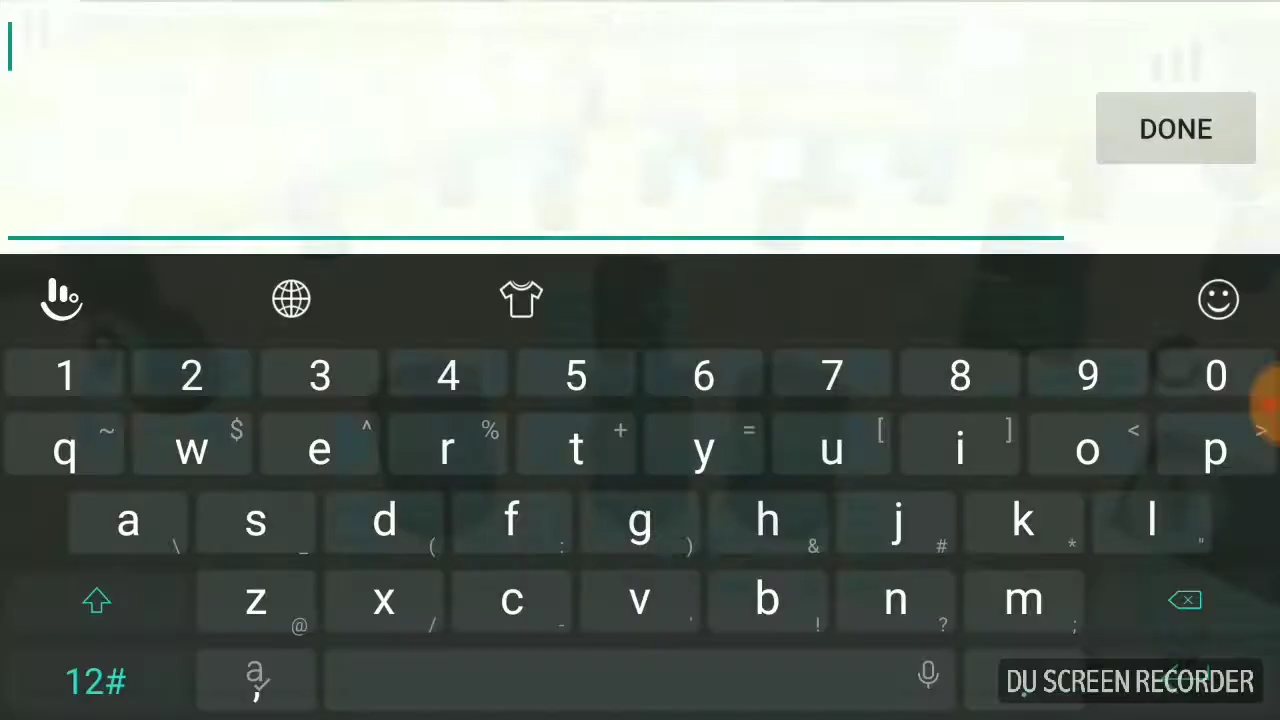 DONE
1 2 3 4 5 6 7 8 9 0
q ~ w $ e ^ r % t + y = u [ i ] o < p >
a \ s _ d ( f : g ) h & j # k * l "
z @ x / c - v ' b ! n ? m ;
12# a , . DU SCREEN RECORDER